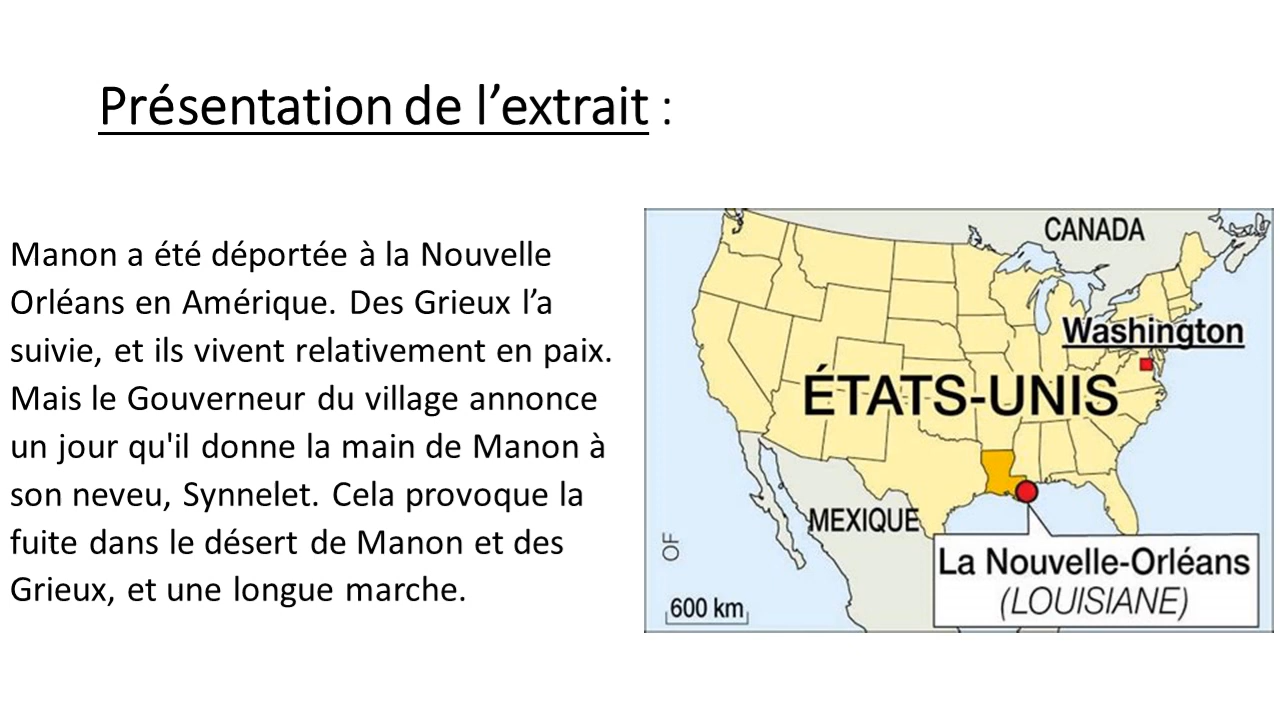 Présentation de l’extrait :
Manon a été déportée à la Nouvelle
Orléans en Amérique. Des Grieux l’a
suivie, et ils vivent relativement en paix.
Mais le Gouverneur du village annonce
un jour qu'il donne la main de Manon à
son neveu, Synnelet. Cela provoque la
fuite dans le désert de Manon et des
Grieux, et une longue marche.
CANADA
Washington
ÉTATS-UNIS
MEXIQUE
OF
La Nouvelle-Orléans
(LOUISIANE)
600 km